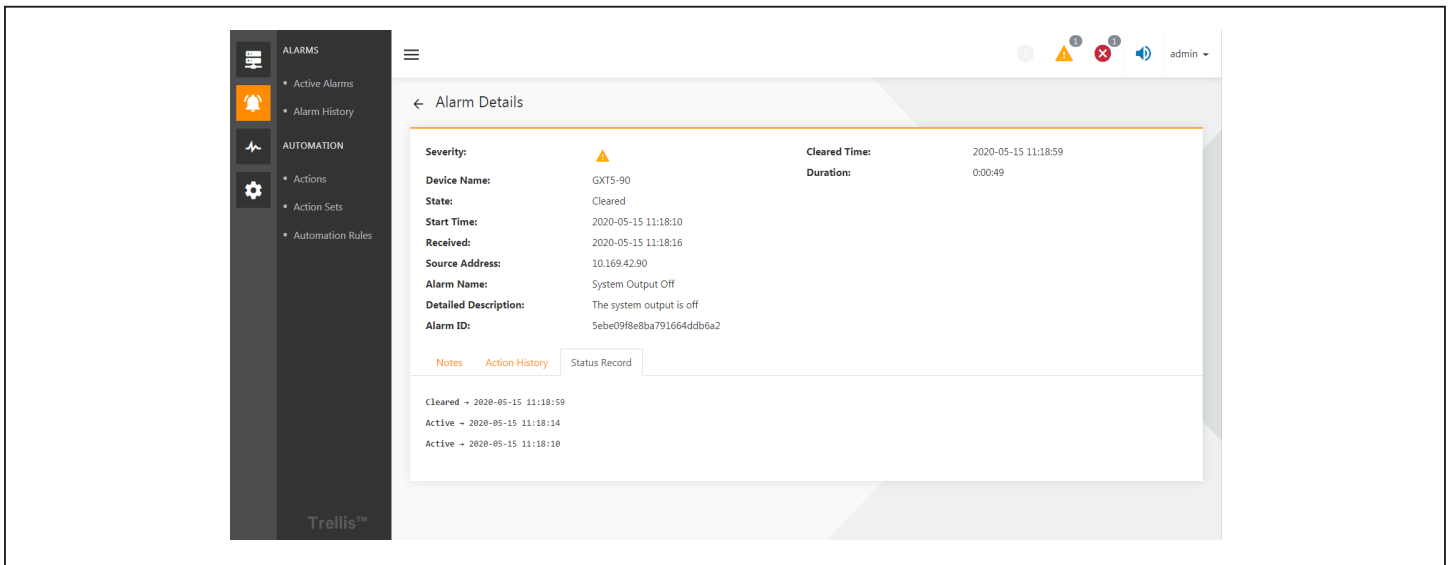 ALARMS
Active Alarms
Alarm History
AUTOMATION
Actions
Action Sets
Automation Rules
Trellis™
1
1
admin
← Alarm Details
Severity:
Device Name: GXT5-90
State: Cleared
Start Time: 2020-05-15 11:18:10
Received: 2020-05-15 11:18:16
Source Address: 10.169.42.90
Alarm Name: System Output Off
Detailed Description: The system output is off
Alarm ID: 5ebe09f8e8ba791664ddb6a2
Cleared Time: 2020-05-15 11:18:59
Duration: 0:00:49
Notes Action History Status Record
Cleared → 2020-05-15 11:18:59
Active → 2020-05-15 11:18:14
Active → 2020-05-15 11:18:10